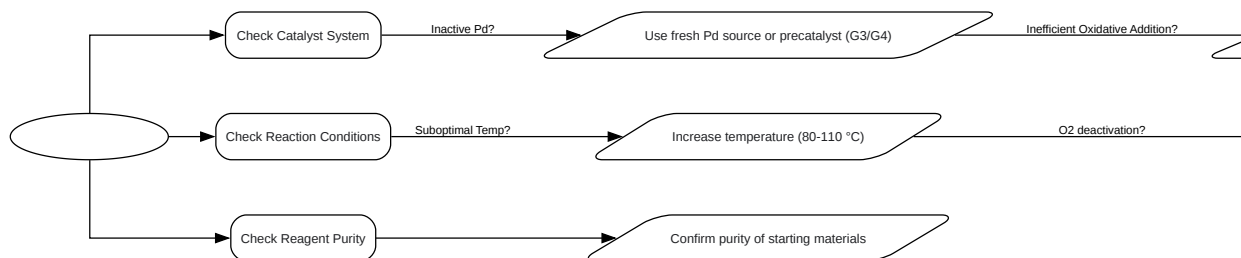 Check Catalyst System
Inactive Pd?
Use fresh Pd source or precatalyst (G3/G4)
Inefficient Oxidative Addition?
Check Reaction Conditions
Suboptimal Temp?
Increase temperature (80-110 °C)
O2 deactivation?
Check Reagent Purity
Confirm purity of starting materials